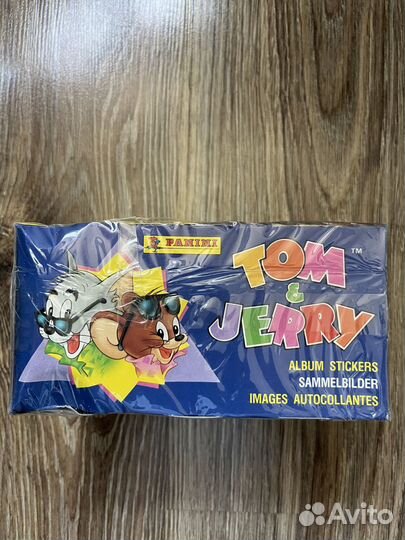 PANINI
TOM
™
&
JERRY
ALBUM STICKERS
SAMMELBILDER
IMAGES AUTOCOLLANTES
Avito